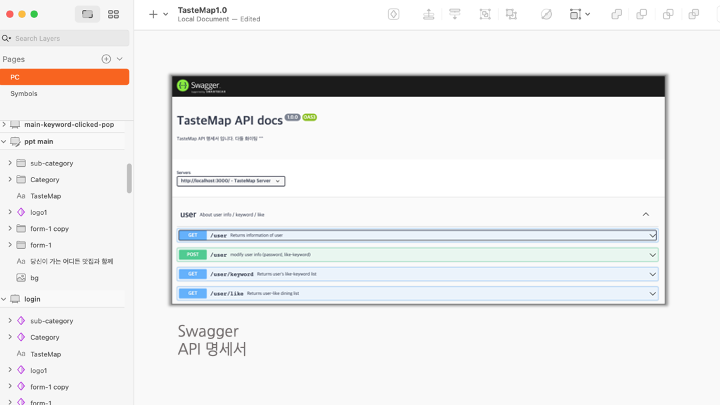 TasteMap1.0
Local Document — Edited
Search Layers
Pages
PC
Symbols
main-keyword-clicked-pop
ppt main
sub-category
Category
Aa TasteMap
logo1
form-1 copy
form-1
Aa 당신이 가는 어디든 맛집과 함께
bg
login
sub-category
Category
Aa TasteMap
logo1
form-1 copy
form-1
Swagger
TasteMap API docs 1.0.0 OAS3
TasteMap API 명세서 입니다. 다들 화이팅 ^^
Servers
http://localhost:3000/ - TasteMap Server
user About user info / keyword / like
GET /user Returns information of user
POST /user modify user info (password, like-keyword)
GET /user/keyword Returns user's like-keyword list
GET /user/like Returns user-like dining list
Swagger
API 명세서